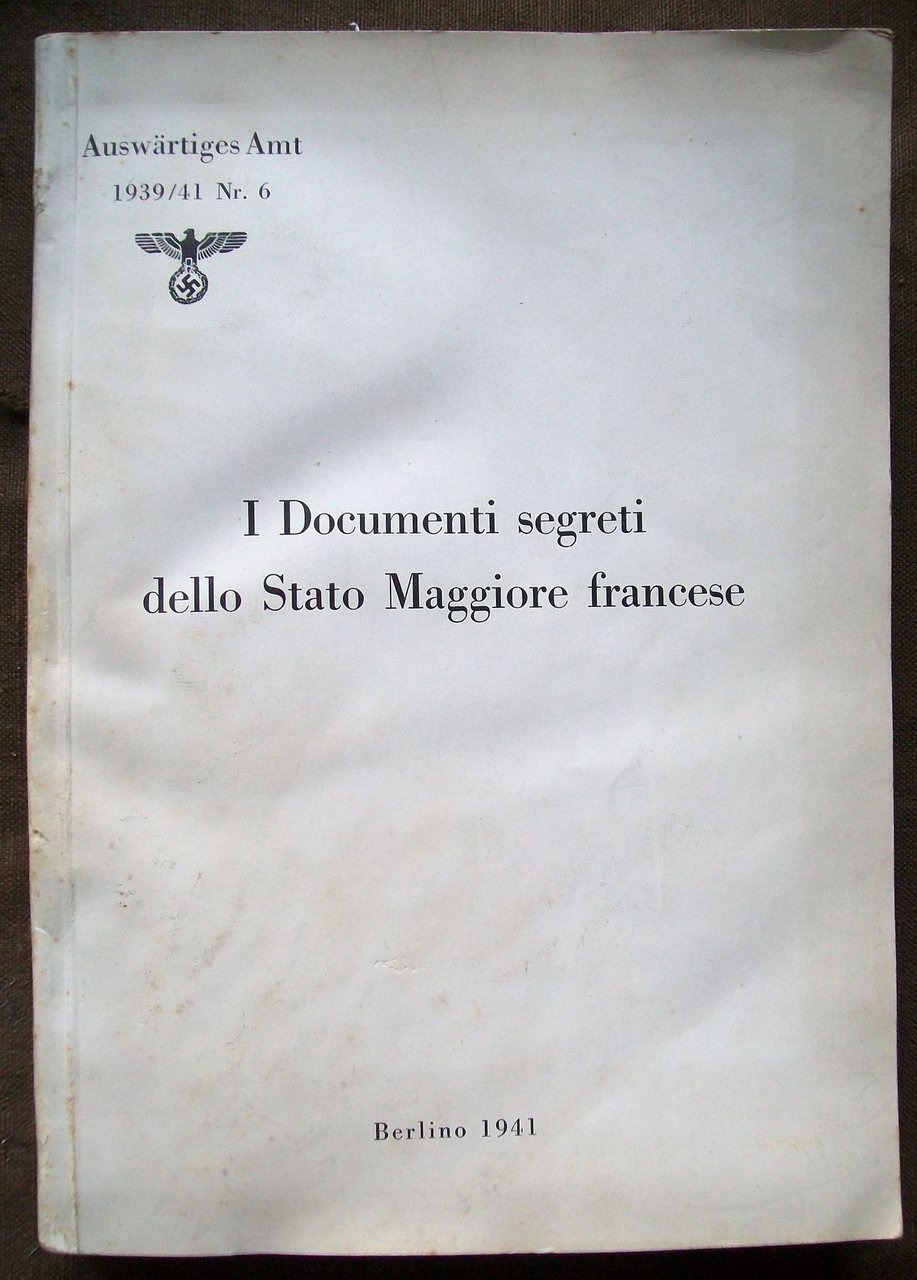 Auswärtiges Amt
1939/41 Nr. 6
I Documenti segreti
dello Stato Maggiore francese
Berlino 1941